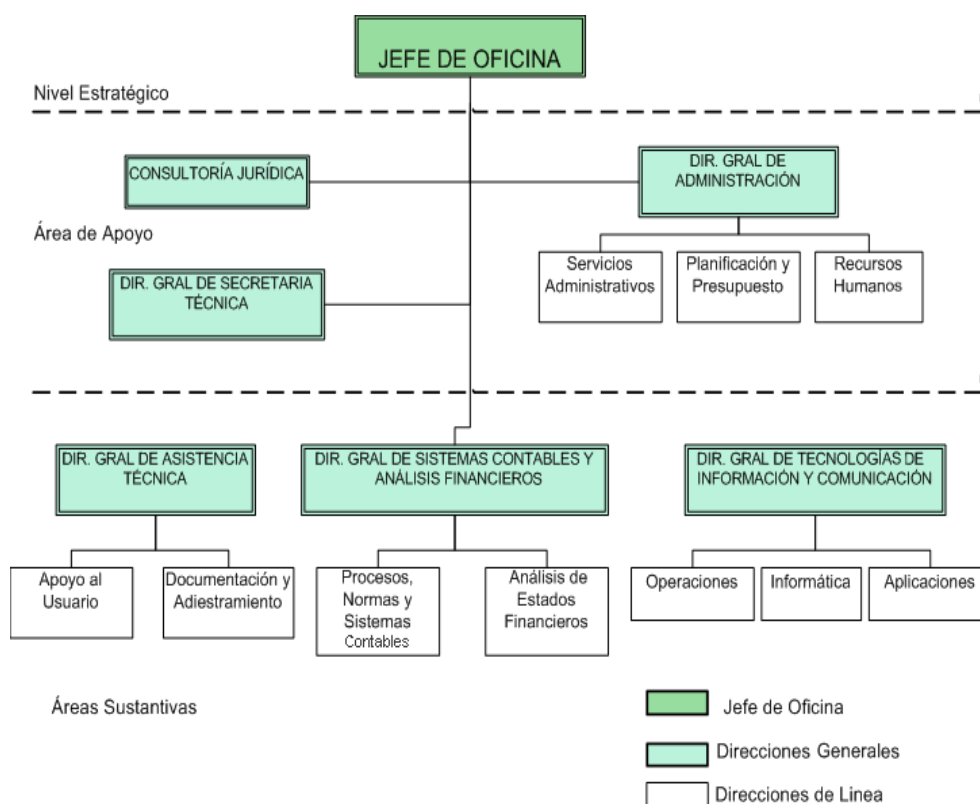 JEFE DE OFICINA
Nivel Estratégico
CONSULTORÍA JURÍDICA
DIR. GRAL DE
ADMINISTRACIÓN
Área de Apoyo
Servicios
Administrativos
Planificación y
Presupuesto
Recursos
Humanos
DIR. GRAL DE SECRETARIA
TÉCNICA
DIR. GRAL DE ASISTENCIA
TÉCNICA
DIR. GRAL DE SISTEMAS CONTABLES Y
ANÁLISIS FINANCIEROS
DIR. GRAL DE TECNOLOGÍAS DE
INFORMACIÓN Y COMUNICACIÓN
Apoyo al
Usuario
Documentación y
Adiestramiento
Procesos,
Normas y
Sistemas
Contables
Análisis de
Estados
Financieros
Operaciones
Informática
Aplicaciones
Áreas Sustantivas
Jefe de Oficina
Direcciones Generales
Direcciones de Linea